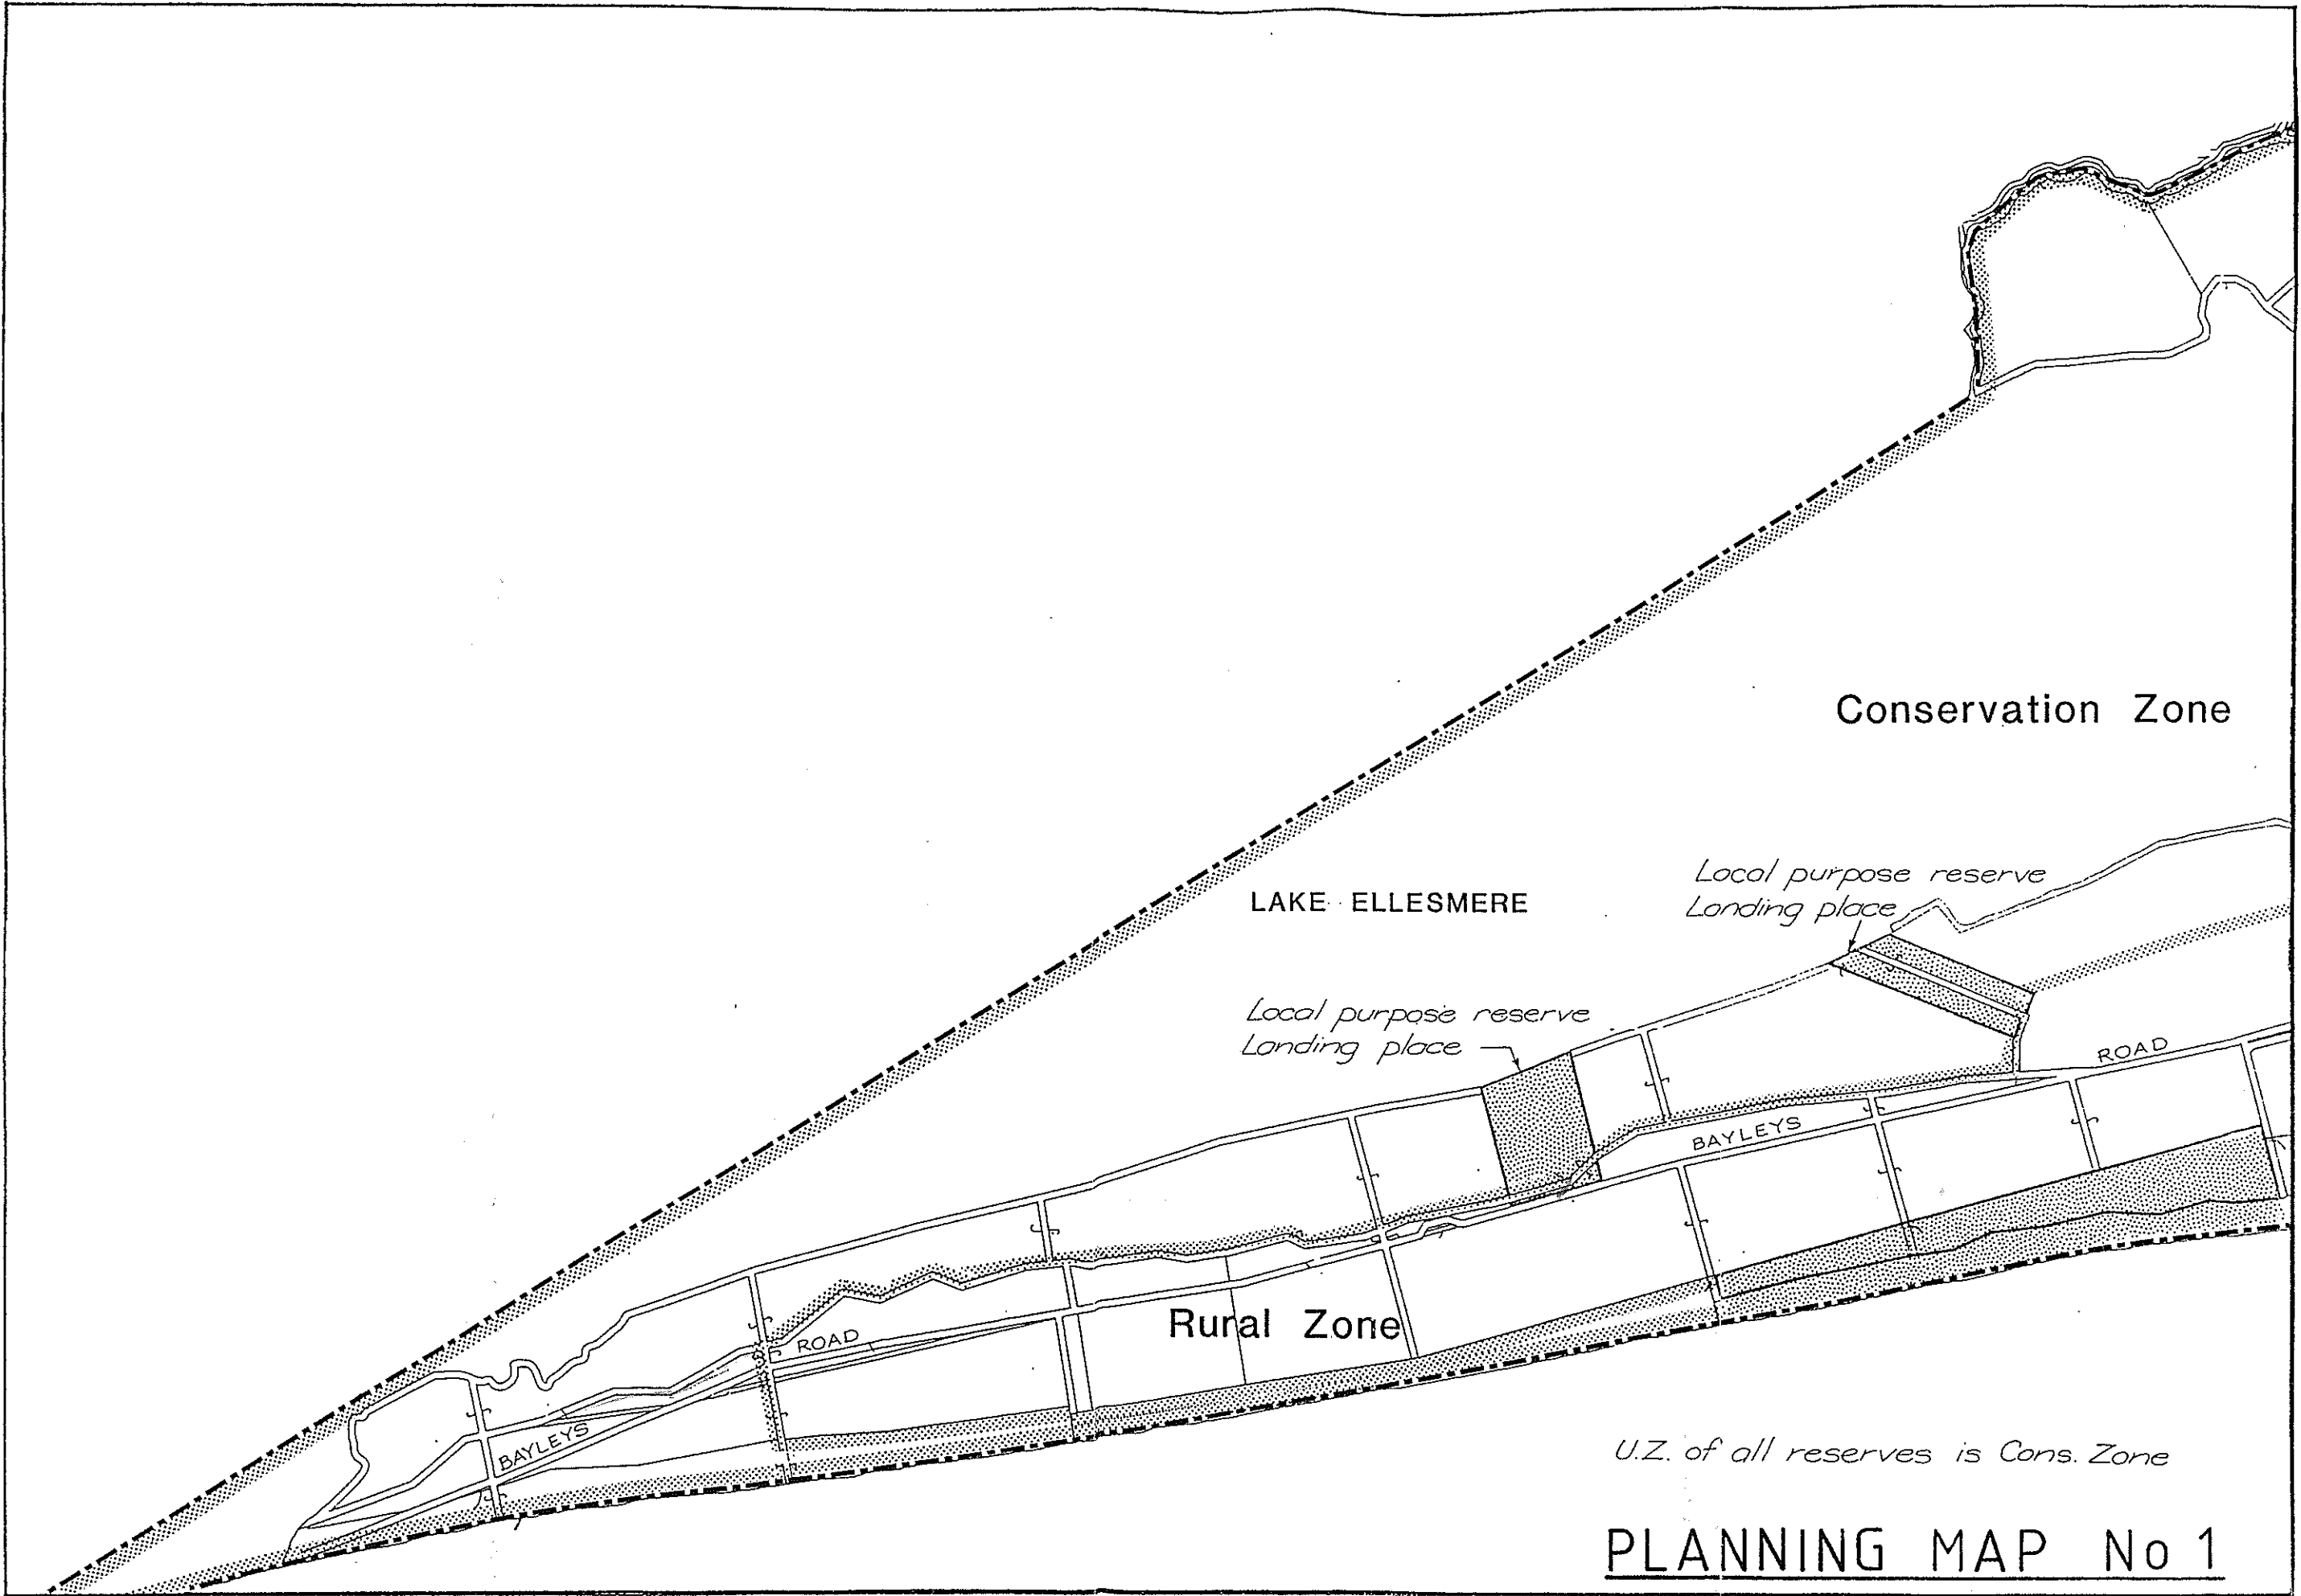 Conservation Zone
Local purpose reserve
Landing place
LAKE ELLESMERE
Local purpose reserve
Landing place
ROAD
BAYLEYS
Rural Zone
ROAD
BAYLEYS
U.Z. of all reserves is Cons. Zone
PLANNING MAP No 1